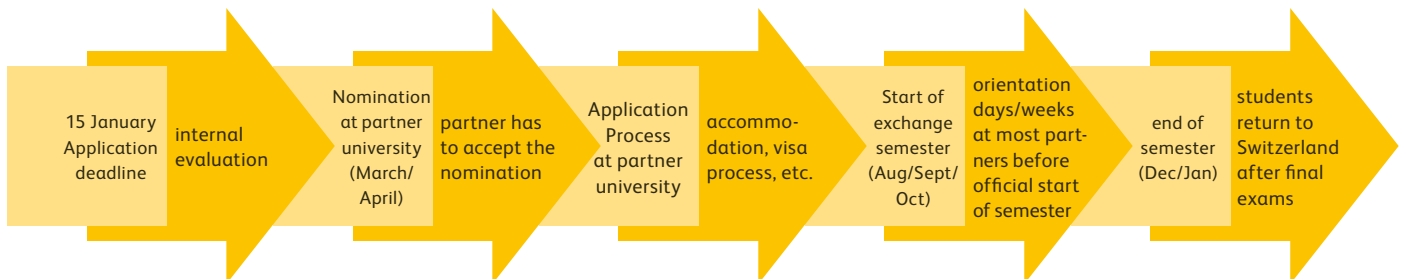 15 January
Application
deadline
internal
evaluation
Nomination
at partner
university
(March/
April)
partner has
to accept the
nomination
Application
Process
at partner
university
accommo-
dation, visa
process, etc.
Start of
exchange
semester
(Aug/Sept/
Oct)
orientation
days/weeks
at most part-
ners before
official start
of semester
end of
semester
(Dec/Jan)
students
return to
Switzerland
after final
exams